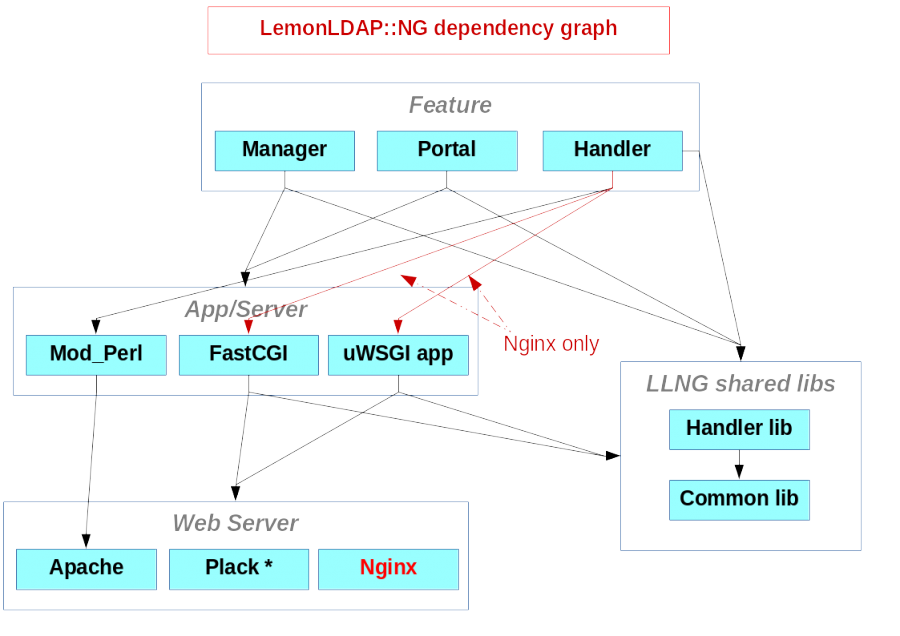 LemonLDAP::NG dependency graph
Feature
Manager
Portal
Handler
App/Server
Mod_Perl
FastCGI
uWSGI app
Nginx only
LLNG shared libs
Handler lib
Common lib
Web Server
Apache
Plack *
Nginx